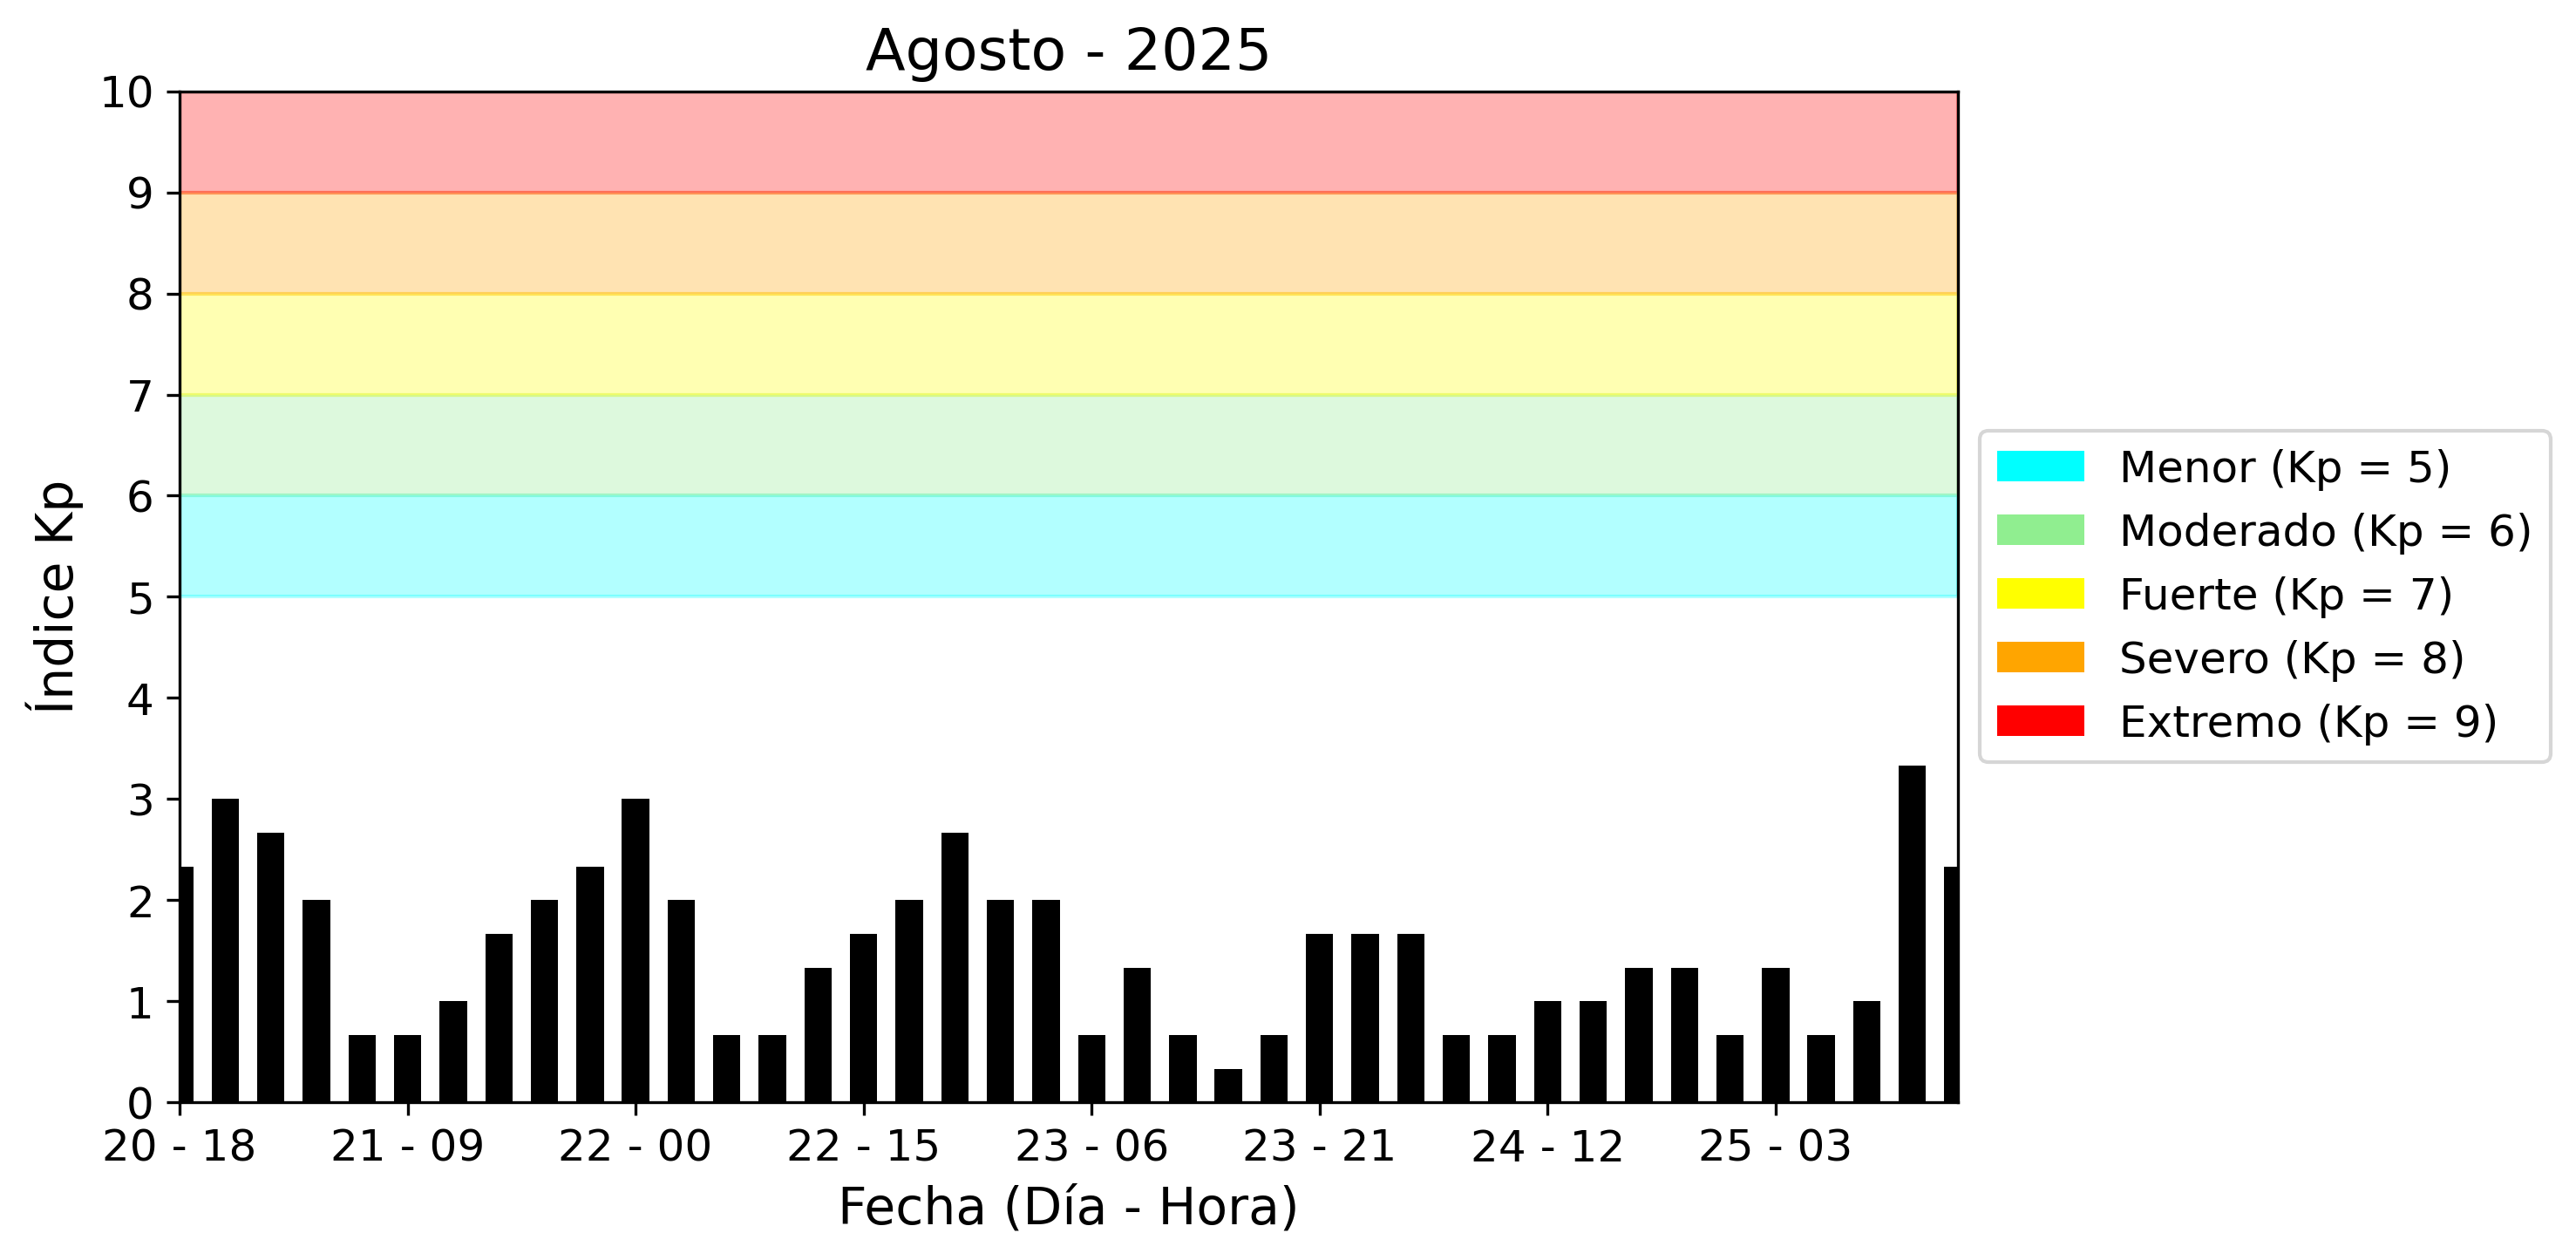 Agosto - 2025
10
9
8
7
6
5
4
3
2
1
0
Índice Kp
20 - 18
21 - 09
22 - 00
22 - 15
23 - 06
23 - 21
24 - 12
25 - 03
Fecha (Día - Hora)
Menor (Kp = 5)
Moderado (Kp = 6)
Fuerte (Kp = 7)
Severo (Kp = 8)
Extremo (Kp = 9)